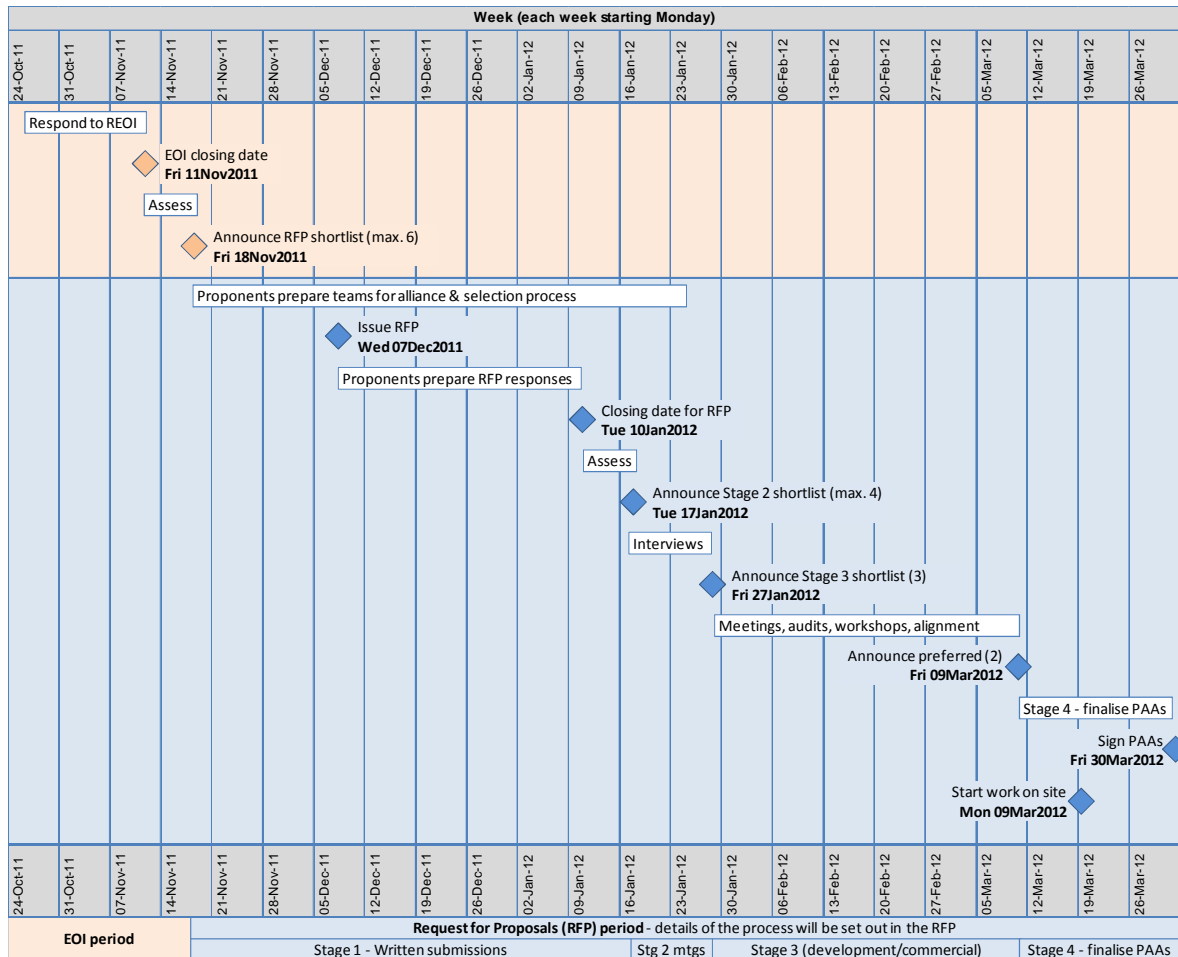 Week (each week starting Monday)
24-Oct-11 31-Oct-11 07-Nov-11 14-Nov-11 21-Nov-11 28-Nov-11 05-Dec-11 12-Dec-11 19-Dec-11 26-Dec-11 02-Jan-12 09-Jan-12 16-Jan-12 23-Jan-12 30-Jan-12 06-Feb-12 13-Feb-12 20-Feb-12 27-Feb-12 05-Mar-12 12-Mar-12 19-Mar-12 26-Mar-12
Respond to REOI
EOI closing date
Fri 11Nov2011
Assess
Announce RFP shortlist (max. 6)
Fri 18Nov2011
Proponents prepare teams for alliance & selection process
Issue RFP
Wed 07Dec2011
Proponents prepare RFP responses
Closing date for RFP
Tue 10Jan2012
Assess
Announce Stage 2 shortlist (max. 4)
Tue 17Jan2012
Interviews
Announce Stage 3 shortlist (3)
Fri 27Jan2012
Meetings, audits, workshops, alignment
Announce preferred (2)
Fri 09Mar2012
Stage 4 - finalise PAAs
Sign PAAs
Fri 30Mar2012
Start work on site
Mon 09Mar2012
24-Oct-11 31-Oct-11 07-Nov-11 14-Nov-11 21-Nov-11 28-Nov-11 05-Dec-11 12-Dec-11 19-Dec-11 26-Dec-11 02-Jan-12 09-Jan-12 16-Jan-12 23-Jan-12 30-Jan-12 06-Feb-12 13-Feb-12 20-Feb-12 27-Feb-12 05-Mar-12 12-Mar-12 19-Mar-12 26-Mar-12
EOI period
Request for Proposals (RFP) period - details of the process will be set out in the RFP
Stage 1 - Written submissions
Stg 2 mtgs
Stage 3 (development/commercial)
Stage 4 - finalise PAAs